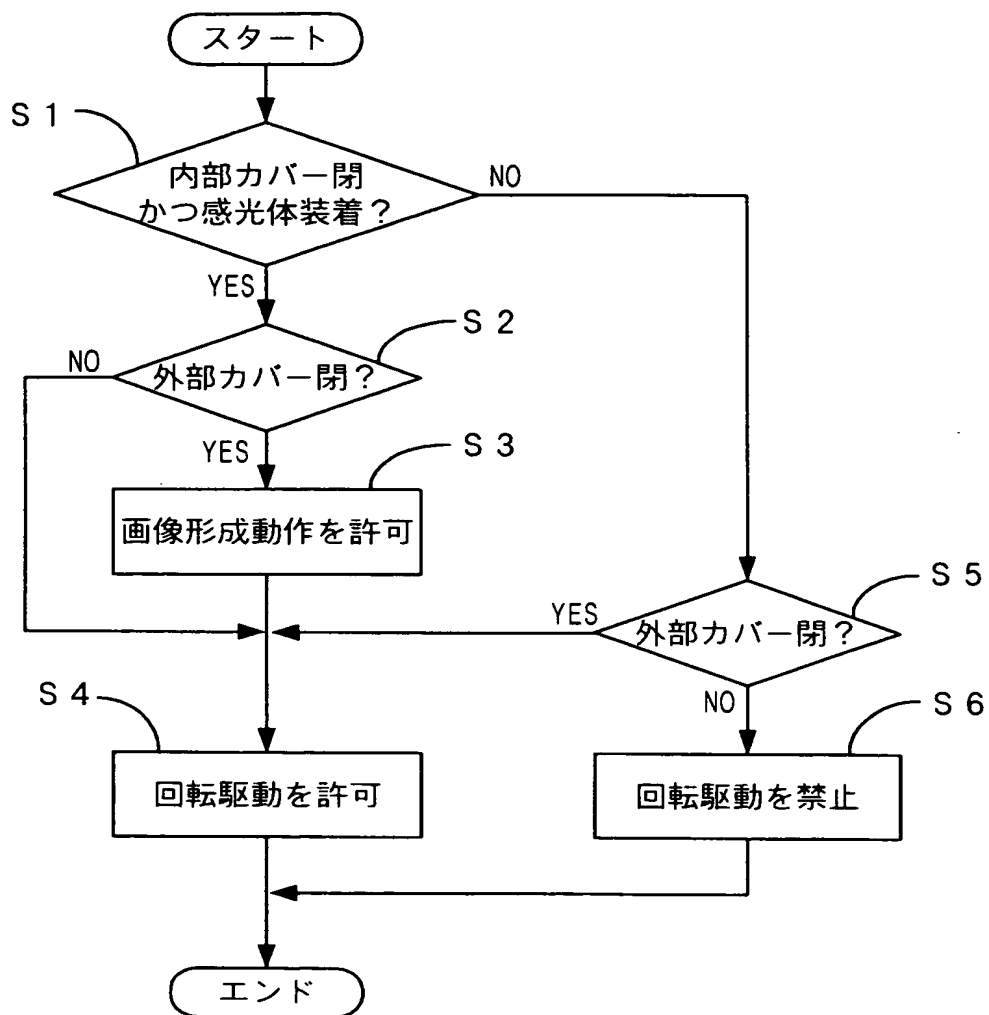 スタート
S 1
内部カバー閉
かつ感光体装着?
NO
YES
S 2
NO
外部カバー閉?
YES
S 3
画像形成動作を許可
S 5
YES
外部カバー閉?
S 4
NO
S 6
回転駆動を許可
回転駆動を禁止
エンド